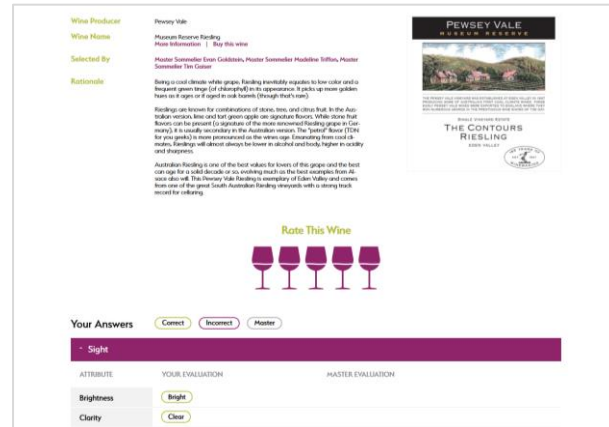 Wine Producer Pewsey Vale
Wine Name Museum Reserve Riesling
More Information | Buy this wine
Selected By Master Sommelier Evan Goldstein, Master Sommelier Madeline Triffon, Master
Sommelier Tim Gaiser
Rationale Being a cool climate white grape, Riesling inevitably equates to low color and a
frequent green tinge (of chlorophyll) in its appearance. It picks up more golden
hues as it ages or if aged in oak barrels (though that's rare).
Rieslings are known for combinations of stone, tree, and citrus fruit. In the Aus-
tralian version, lime and tart green apple are signature flavors. While stone fruit
flavors can be present (a signature of the more renowned Riesling grape in Ger-
many), it is usually secondary in the Australian version. The "petrol" flavor (TDN
for you geeks) is more pronounced as the wines age. Emanating from cool cli-
mates, Rieslings will almost always be lower in alcohol and body, higher in acidity
and sharpness.
Australian Riesling is one of the best values for lovers of this grape and the best
can age for a solid decade or so, evolving much as the best examples from Al-
sace also will. This Pewsey Vale Riesling is exemplary of Eden Valley and comes
from one of the great South Australian Riesling vineyards with a strong track
record for cellaring.
PEWSEY VALE
MUSEUM RESERVE
SINGLE VINEYARD ESTATE
THE CONTOURS
RIESLING
EDEN VALLEY
Rate This Wine
Your Answers Correct Incorrect Master
- Sight
ATTRIBUTE YOUR EVALUATION MASTER EVALUATION
Brightness Bright
Clarity Clear